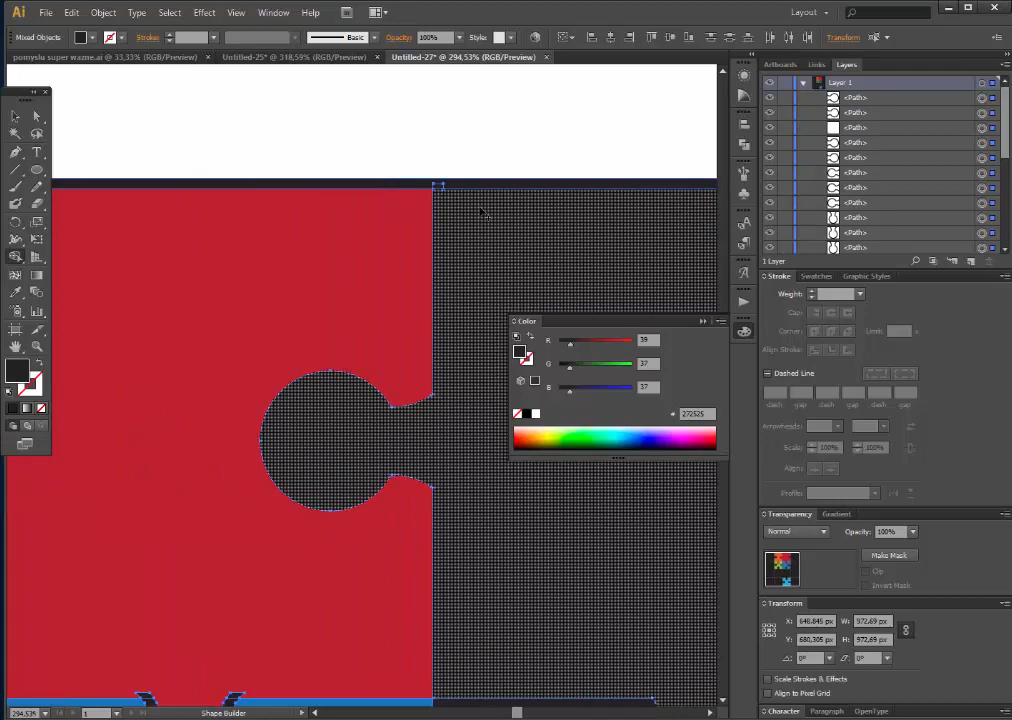 Ai File Edit Object Type Select Effect View Window Help Layout
Mixed Objects Stroke: Basic Opacity: 100% Style: Transform
pomyslu super wazne.ai @ 33,33% (RGB/Preview) × Untitled-25* @ 318,59% (RGB/Preview) × Untitled-27* @ 294,53% (RGB/Preview) ×
Artboards Links Layers
Layer 1
<Path>
<Path>
<Path>
<Path>
<Path>
<Path>
<Path>
<Path>
<Path>
<Path>
<Path>
1 Layer
Stroke Swatches Graphic Styles
Weight:
Cap:
Corner: Limit:
Align Stroke:
Dashed Line
dash gap dash gap dash gap
Arrowheads:
Scale: 100% 100%
Align:
Profile:
Color
R 39
G 37
B 37
# 272525
Transparency Gradient
Normal Opacity: 100%
Make Mask
Clip
Invert Mask
Transform
X: 648,845 px W: 972,69 px
Y: 680,305 px H: 972,69 px
0° 0°
Scale Strokes & Effects
Align to Pixel Grid
Character Paragraph OpenType
294,53% 1 Shape Builder